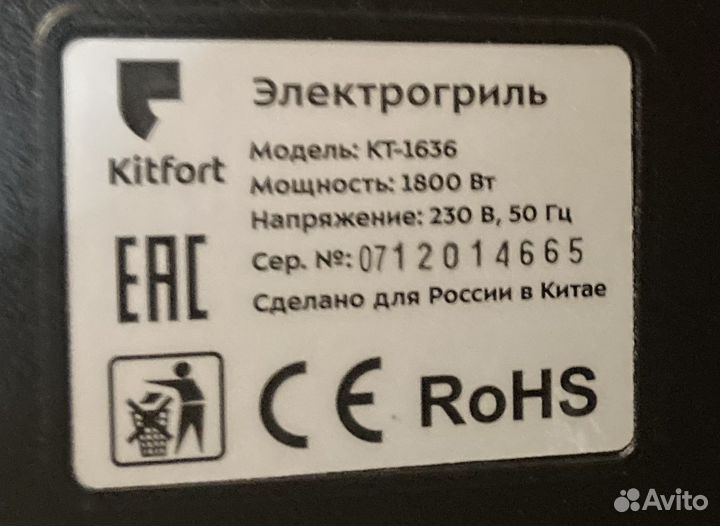 Kitfort
Электрогриль
Модель: КТ-1636
Мощность: 1800 Вт
Напряжение: 230 В, 50 Гц
Сер. №: 0712014665
Сделано для России в Китае
EAC
CE RoHS
Avito